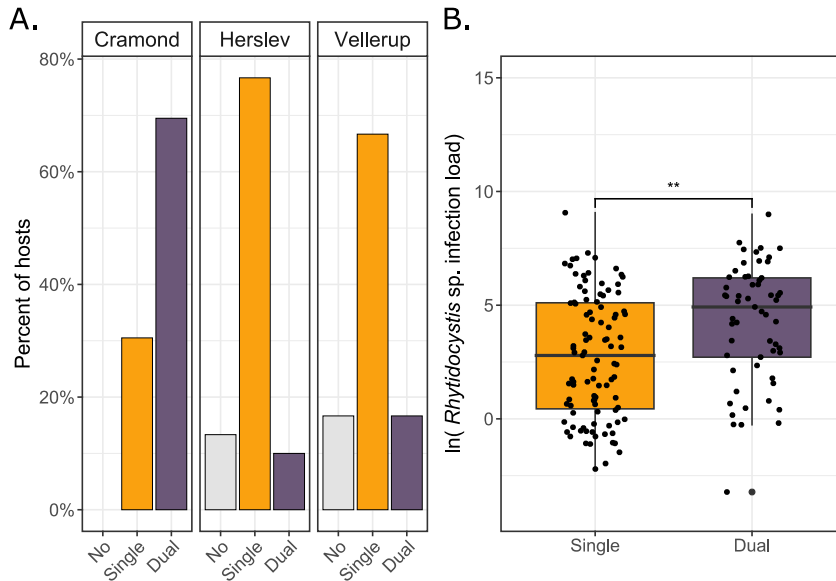 A.
Cramond Herslev Vellerup
80%
60%
40%
20%
0%
Percent of hosts
No Single Dual No Single Dual No Single Dual
B.
15
10
5
0
ln( Rhytidocystis sp. infection load)
**
Single Dual